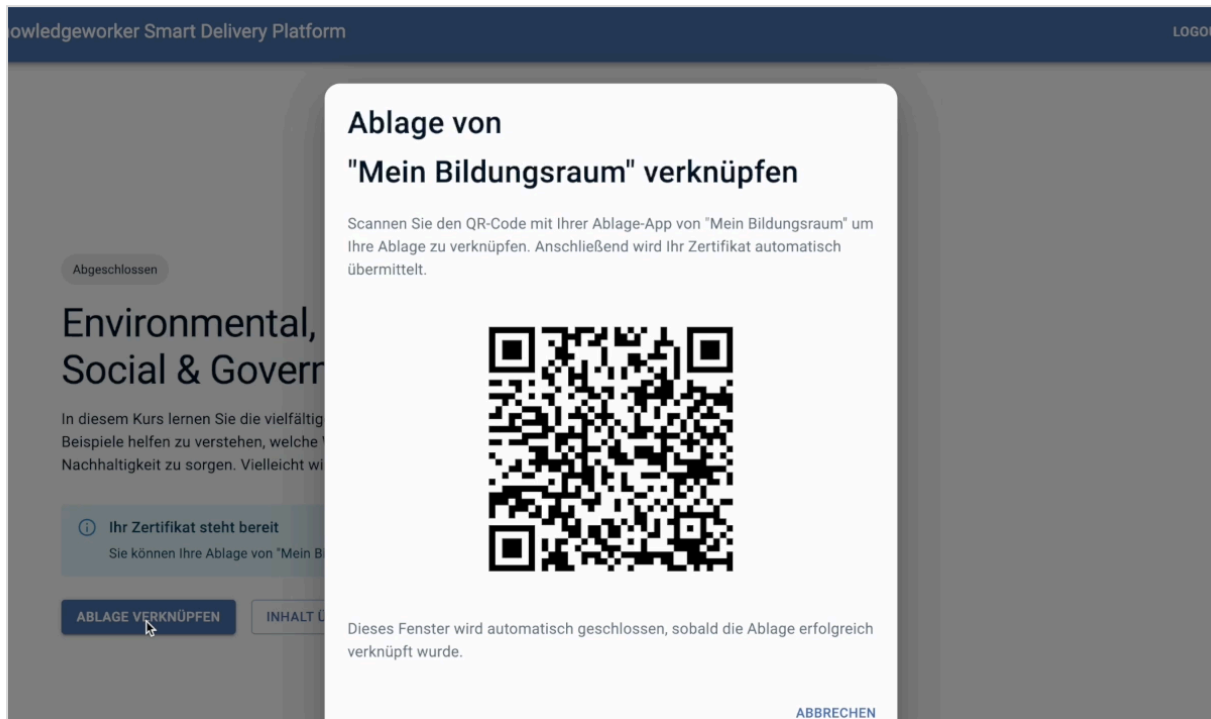 nowledgeworker Smart Delivery Platform
LOGOU
Ablage von
"Mein Bildungsraum" verknüpfen
Scannen Sie den QR-Code mit Ihrer Ablage-App von "Mein Bildungsraum" um
Ihre Ablage zu verknüpfen. Anschließend wird Ihr Zertifikat automatisch
übermittelt.
Abgeschlossen
Environmental,
Social & Govern
In diesem Kurs lernen Sie die vielfältig
Beispiele helfen zu verstehen, welche
Nachhaltigkeit zu sorgen. Vielleicht wi
Ihr Zertifikat steht bereit
Sie können Ihre Ablage von "Mein B
ABLAGE VERKNÜPFEN
INHALT Ü
Dieses Fenster wird automatisch geschlossen, sobald die Ablage erfolgreich
verknüpft wurde.
ABBRECHEN